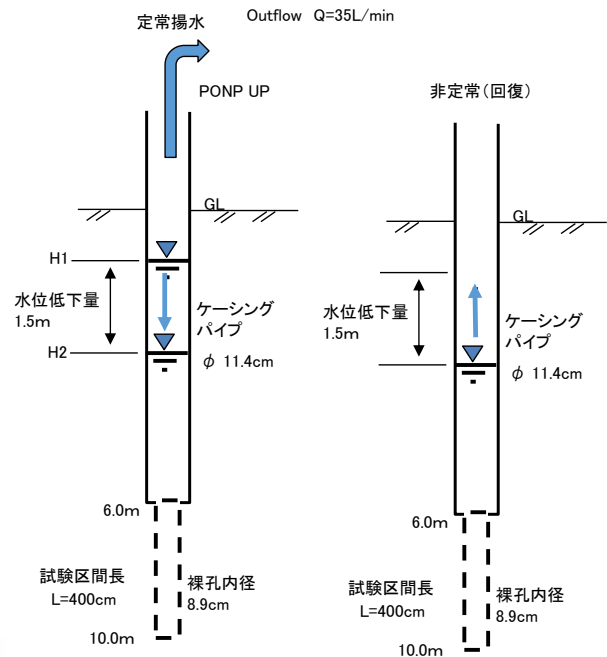 定常揚水
Outflow Q=35L/min
PONP UP
GL
H1
水位低下量
1.5m
H2
ケーシング
パイプ
φ 11.4cm
6.0m
試験区間長
L=400cm
裸孔内径
8.9cm
10.0m
非定常(回復)
GL
水位低下量
1.5m
ケーシング
パイプ
φ 11.4cm
6.0m
試験区間長
L=400cm
裸孔内径
8.9cm
10.0m